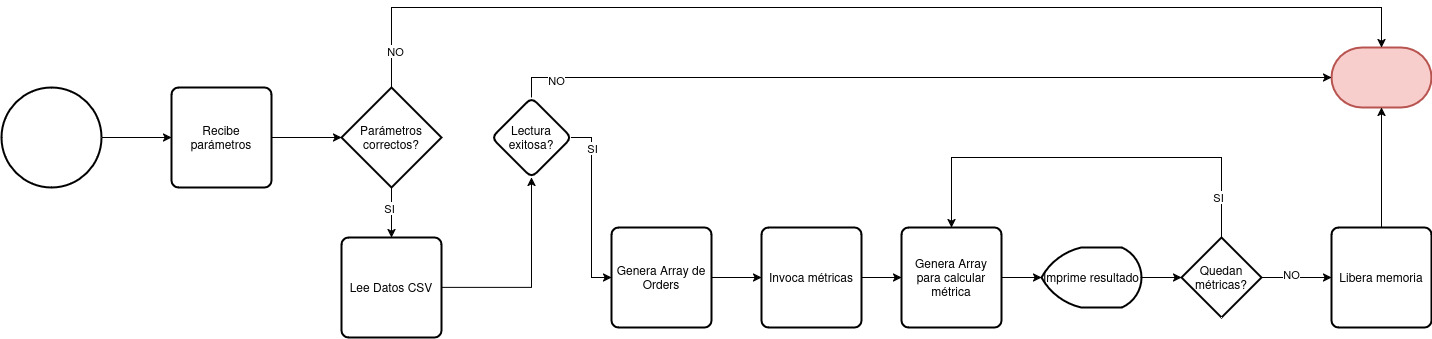 NO
Recibe
parámetros
Parámetros
correctos?
SI
Lee Datos CSV
Lectura
exitosa?
NO
SI
Genera Array de
Orders
Invoca métricas
Genera Array
para calcular
métrica
Imprime resultado
Quedan
métricas?
SI
NO
Libera memoria